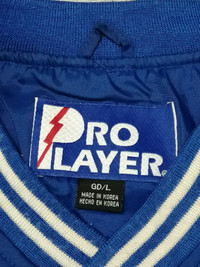 PRO
PLAYER®
GD/L
MADE IN KOREA
HECHO EN KOREA